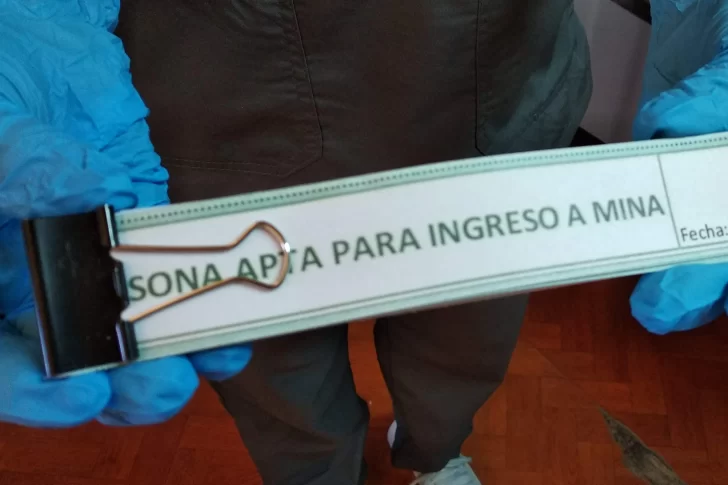 SONA APTA PARA INGRESO A MINA
Fecha: